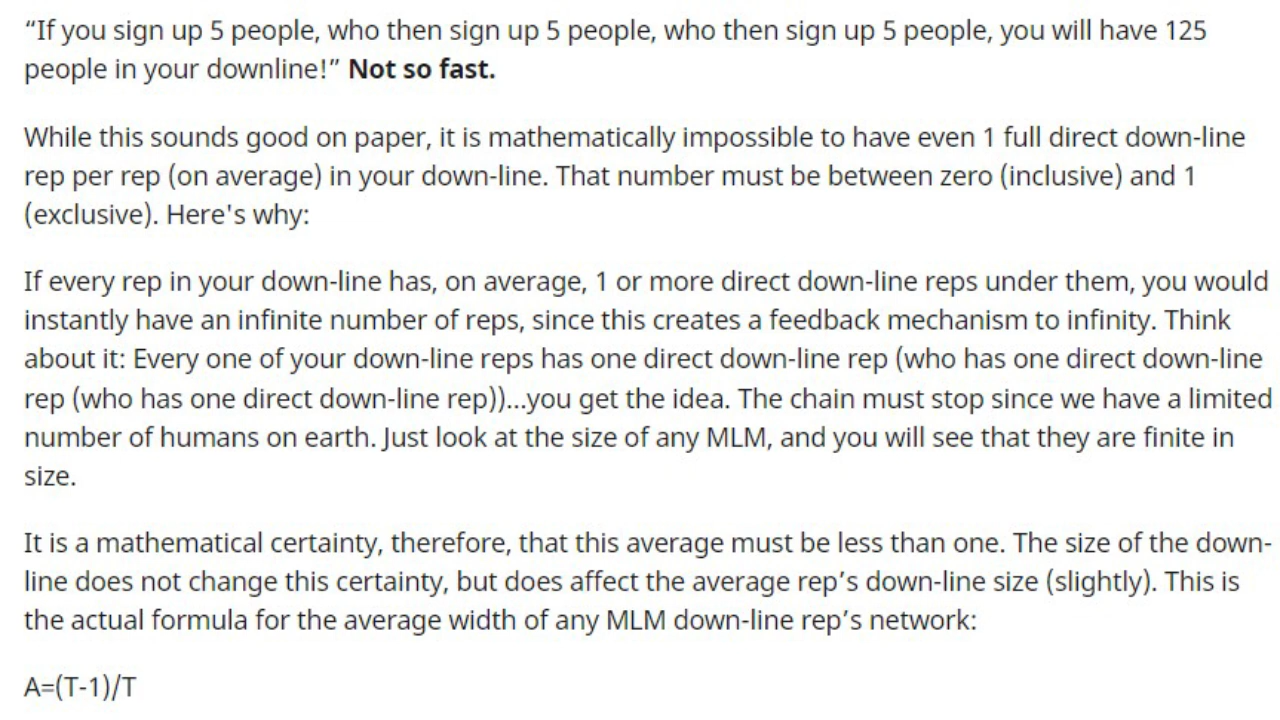 “If you sign up 5 people, who then sign up 5 people, who then sign up 5 people, you will have 125
people in your downline!” Not so fast.
While this sounds good on paper, it is mathematically impossible to have even 1 full direct down-line
rep per rep (on average) in your down-line. That number must be between zero (inclusive) and 1
(exclusive). Here's why:
If every rep in your down-line has, on average, 1 or more direct down-line reps under them, you would
instantly have an infinite number of reps, since this creates a feedback mechanism to infinity. Think
about it: Every one of your down-line reps has one direct down-line rep (who has one direct down-line
rep (who has one direct down-line rep))...you get the idea. The chain must stop since we have a limited
number of humans on earth. Just look at the size of any MLM, and you will see that they are finite in
size.
It is a mathematical certainty, therefore, that this average must be less than one. The size of the down-
line does not change this certainty, but does affect the average rep’s down-line size (slightly). This is
the actual formula for the average width of any MLM down-line rep’s network:
A=(T-1)/T